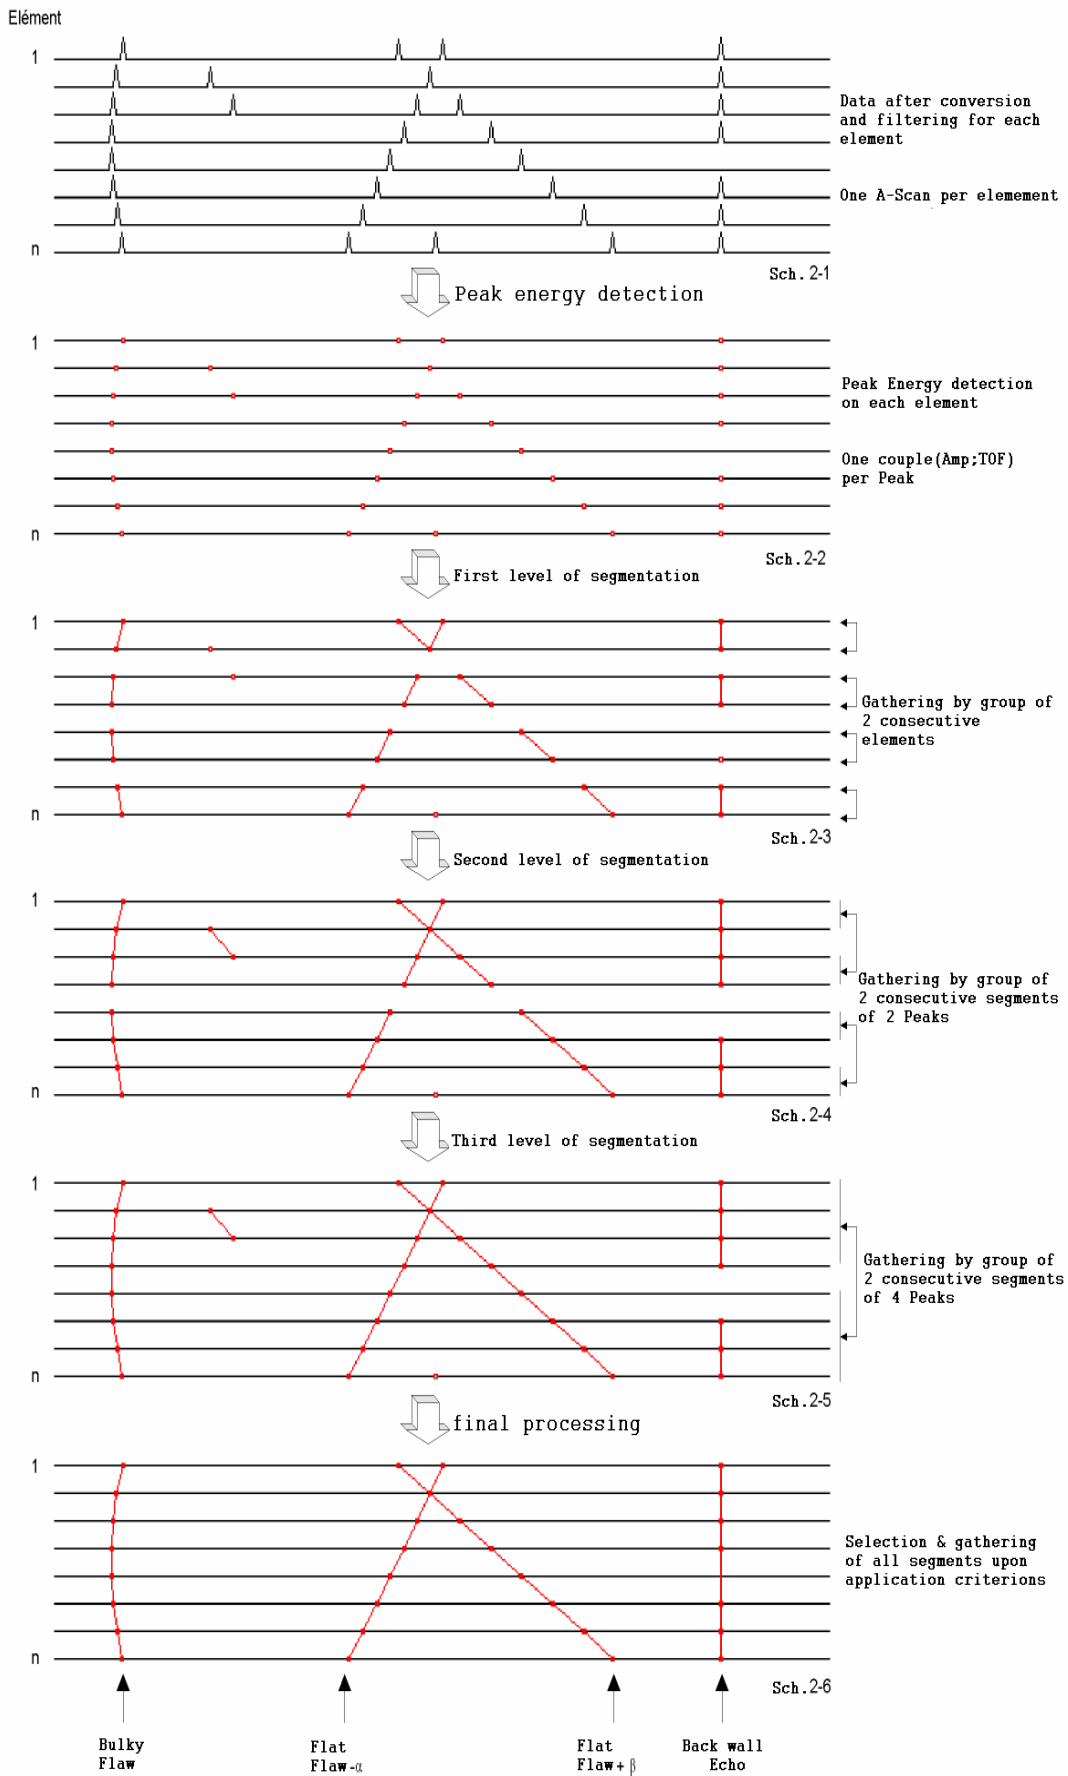 Elément
1
Data after conversion
and filtering for each
element
One A-Scan per elemement
n
Sch.2-1
Peak energy detection
1
Peak Energy detection
on each element
One couple(Amp;TOF)
per Peak
n
Sch.2-2
First level of segmentation
1
Gathering by group of
2 consecutive
elements
n
Sch.2-3
Second level of segmentation
1
Gathering by group of
2 consecutive segments
of 2 Peaks
n
Sch.2-4
Third level of segmentation
1
Gathering by group of
2 consecutive segments
of 4 Peaks
n
Sch.2-5
final processing
1
Selection & gathering
of all segments upon
application criterions
n
Sch.2-6
Bulky
Flaw
Flat
Flaw-α
Flat
Flaw+β
Back wall
Echo